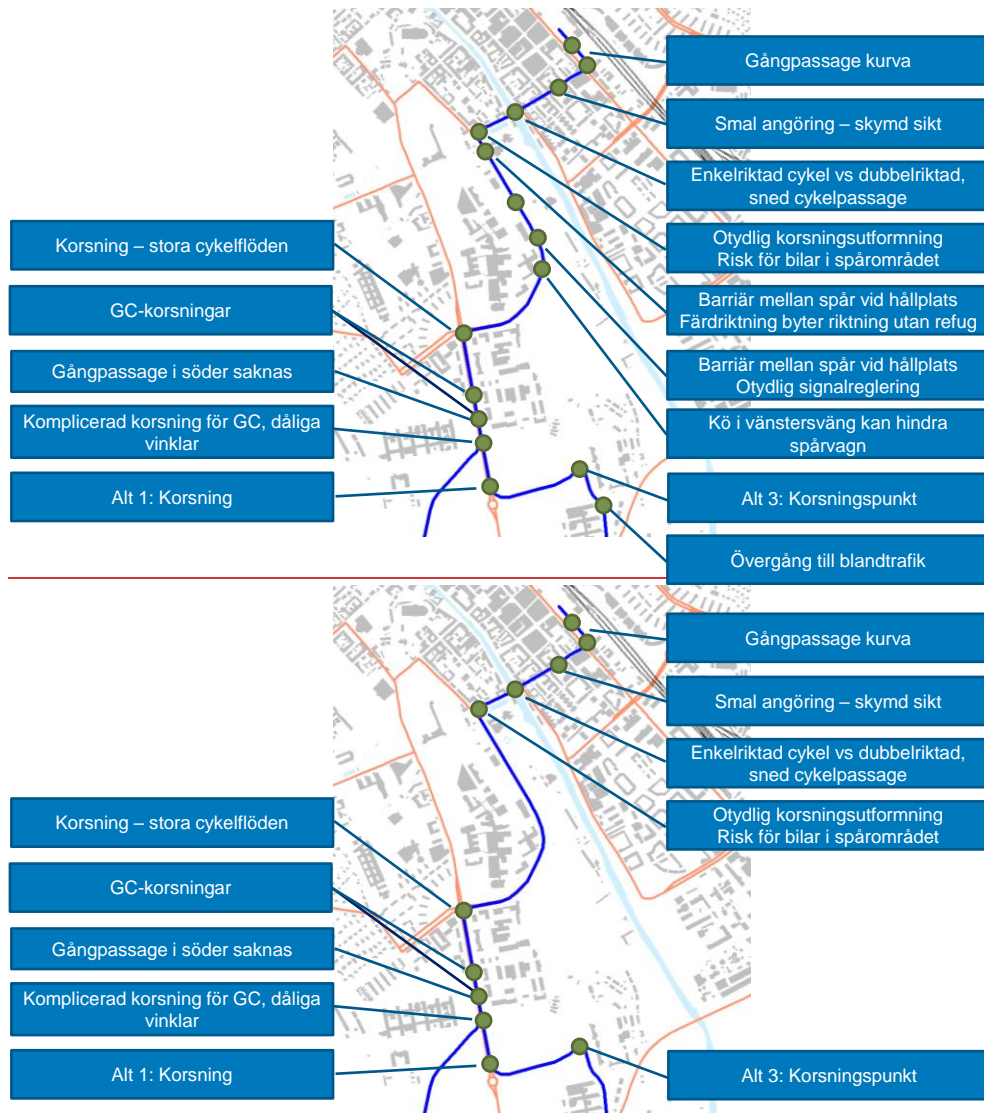 Gångpassage kurva
Smal angöring – skymd sikt
Enkelriktad cykel vs dubbelriktad,
sned cykelpassage
Otydlig korsningsutformning
Risk för bilar i spårområdet
Barriär mellan spår vid hållplats
Färdriktning byter riktning utan refug
Barriär mellan spår vid hållplats
Otydlig signalreglering
Kö i vänstersväng kan hindra
spårvagn
Alt 3: Korsningspunkt
Övergång till blandtrafik
Korsning – stora cykelflöden
GC-korsningar
Gångpassage i söder saknas
Komplicerad korsning för GC, dåliga
vinklar
Alt 1: Korsning
Gångpassage kurva
Smal angöring – skymd sikt
Enkelriktad cykel vs dubbelriktad,
sned cykelpassage
Otydlig korsningsutformning
Risk för bilar i spårområdet
Alt 3: Korsningspunkt
Korsning – stora cykelflöden
GC-korsningar
Gångpassage i söder saknas
Komplicerad korsning för GC, dåliga
vinklar
Alt 1: Korsning